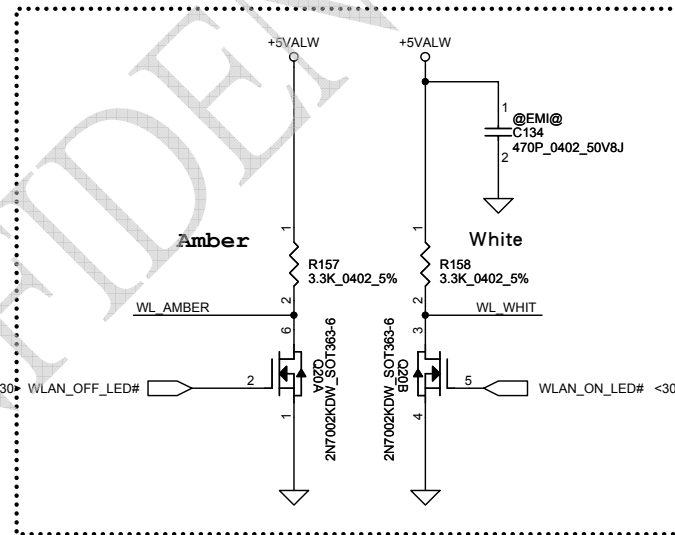 +5VALW
+5VALW
1
@EMI@
C134
2
470P_0402_50V8J
1
1
Amber
White
R157
3.3K_0402_5%
R158
3.3K_0402_5%
2
2
WL_AMBER
WL_WHIT
6
3
30
WLAN_OFF_LED#
2
Q20A
2N7002KDW_SOT363-6
2N7002KDW_SOT363-6
Q20B
5
WLAN_ON_LED#
<30
1
4